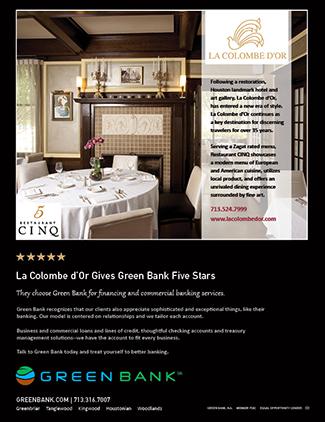 LA COLOMBE D'OR
Following a restoration,
Houston landmark hotel and
art gallery, La Colombe d'Or,
has entered a new era of style.
La Colombe d'Or continues as
a key destination for discerning
travelers for over 35 years.
Serving a Zagat rated menu,
Restaurant CINQ showcases
a modern menu of European
and American cuisine, utilizes
local product, and offers an
unrivaled dining experience
surrounded by fine art.
713.524.7999
www.lacolombedor.com
5
RESTAURANT
CINQ
La Colombe d'Or Gives Green Bank Five Stars
They choose Green Bank for financing and commercial banking services.
Green Bank recognizes that our clients also appreciate sophisticated and exceptional things, like their
banking. Our model is centered on relationships and we tailor each account.
Business and commercial loans and lines of credit, thoughtful checking accounts and treasury
management solutions—we have the account to fit every business.
Talk to Green Bank today and treat yourself to better banking.
GREEN BANK SM
GREENBANK.COM | 713.316.7007
Greenbriar Tanglewood Kingwood Houstonian Woodlands
GREEN BANK, N.A. MEMBER FDIC EQUAL OPPORTUNITY LENDER